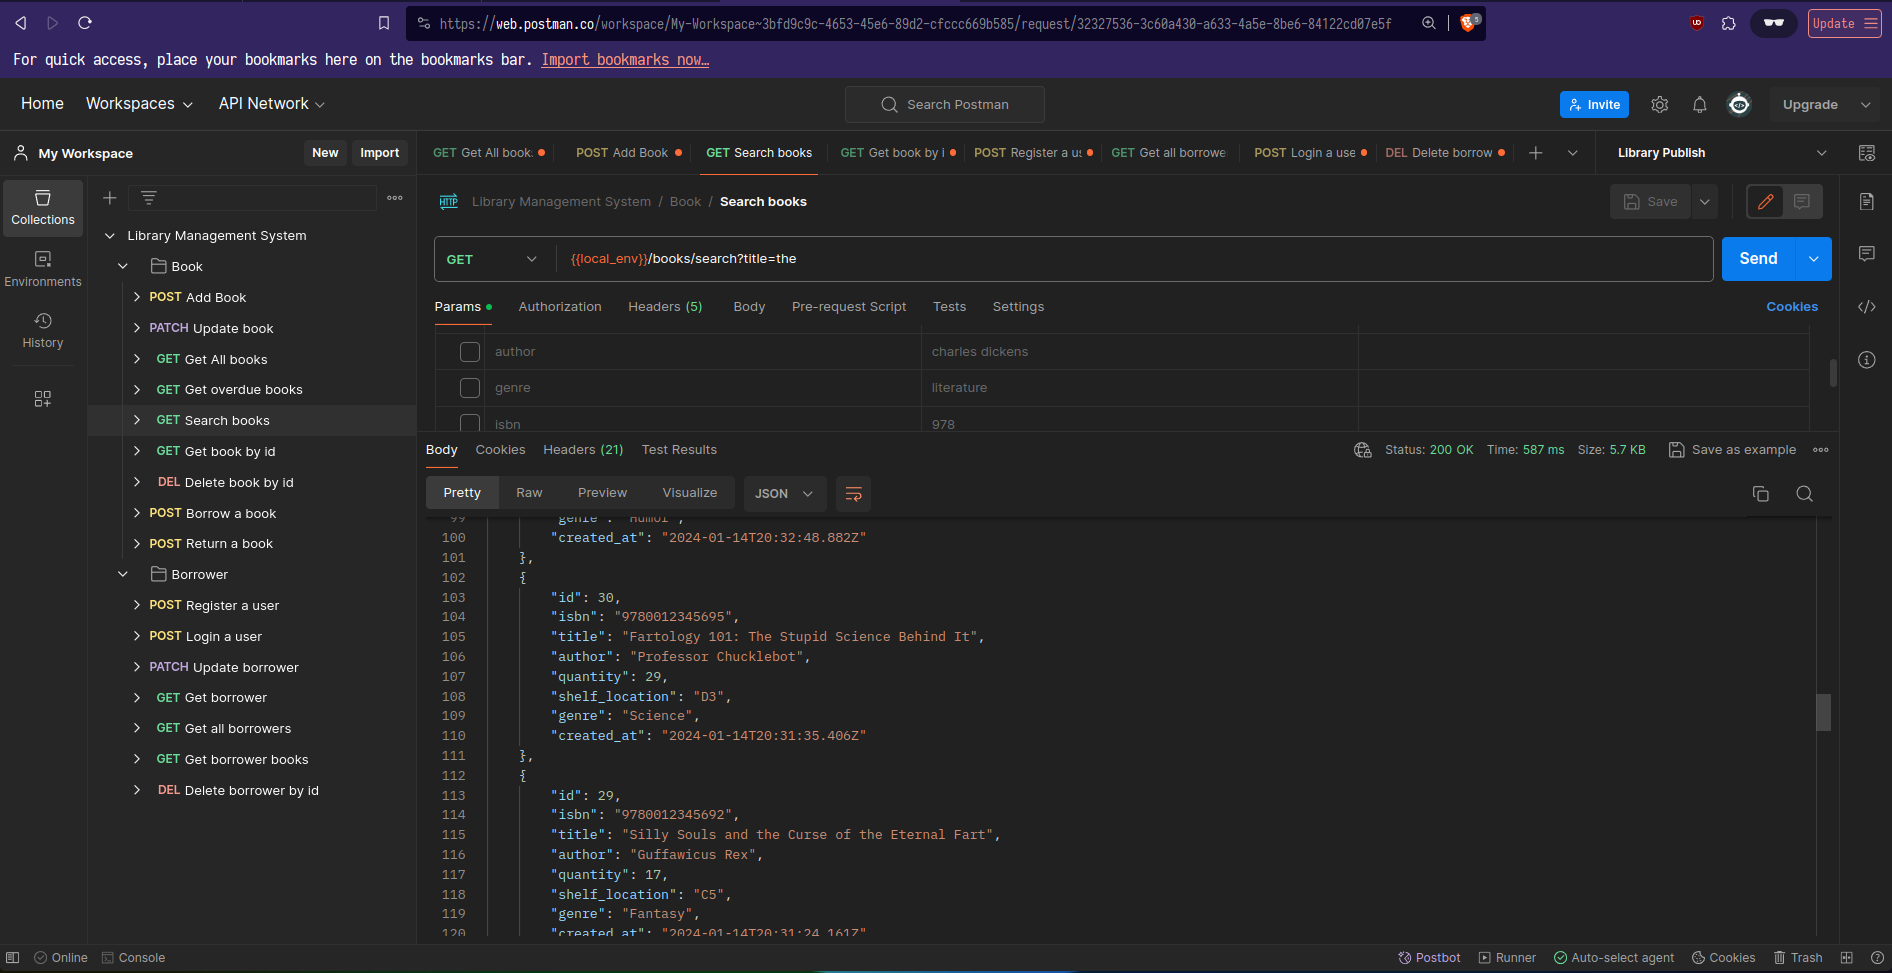 https://web.postman.co/workspace/My-Workspace~3bfd9c9c-4653-45e6-89d2-cfccc669b585/request/32327536-3c60a430-a633-4a5e-8be6-84122cd07e5f
5
UO
Update
For quick access, place your bookmarks here on the bookmarks bar. Import bookmarks now…
Home
Workspaces
API Network
Search Postman
Invite
Upgrade
My Workspace
New
Import
GET Get All book:
POST Add Book
GET Search books
GET Get book by i
POST Register a u
GET Get all borrowe
POST Login a use
DEL Delete borrow
Library Publish
Collections
Environments
History
Library Management System
Book
POST Add Book
PATCH Update book
GET Get All books
GET Get overdue books
GET Search books
GET Get book by id
DEL Delete book by id
POST Borrow a book
POST Return a book
Borrower
POST Register a user
POST Login a user
PATCH Update borrower
GET Get borrower
GET Get all borrowers
GET Get borrower books
DEL Delete borrower by id
HTTP Library Management System / Book / Search books
Save
GET
{{local_env}}/books/search?title=the
Send
Params
Authorization
Headers (5)
Body
Pre-request Script
Tests
Settings
Cookies
author charles dickens
genre literature
isbn 978
Body
Cookies
Headers (21)
Test Results
Status: 200 OK
Time: 587 ms
Size: 5.7 KB
Save as example
Pretty
Raw
Preview
Visualize
JSON
99 "genre": "Humor",
100 "created_at": "2024-01-14T20:32:48.882Z"
101 },
102 {
103 "id": 30,
104 "isbn": "9780012345695",
105 "title": "Fartology 101: The Stupid Science Behind It",
106 "author": "Professor Chucklebot",
107 "quantity": 29,
108 "shelf_location": "D3",
109 "genre": "Science",
110 "created_at": "2024-01-14T20:31:35.406Z"
111 },
112 {
113 "id": 29,
114 "isbn": "9780012345692",
115 "title": "Silly Souls and the Curse of the Eternal Fart",
116 "author": "Guffawicus Rex",
117 "quantity": 17,
118 "shelf_location": "C5",
119 "genre": "Fantasy",
120 "created_at": "2024-01-14T20:31:24.161Z"
Online
Console
Postbot
Runner
Auto-select agent
Cookies
Trash